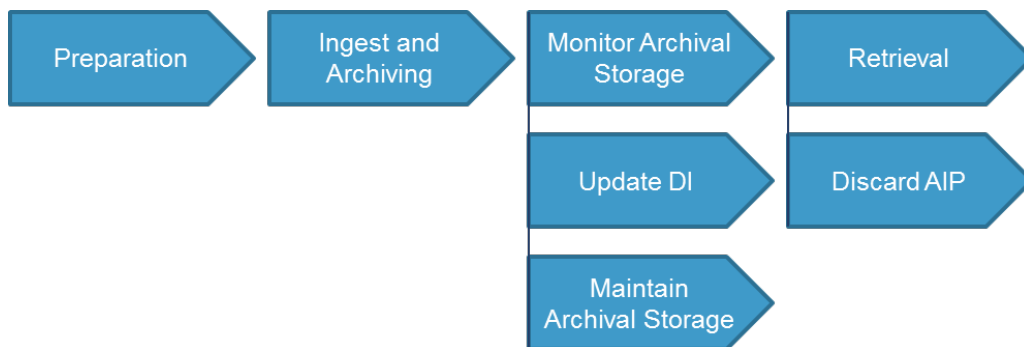 Preparation
Ingest and
Archiving
Monitor Archival
Storage
Retrieval
Update DI
Discard AIP
Maintain
Archival Storage